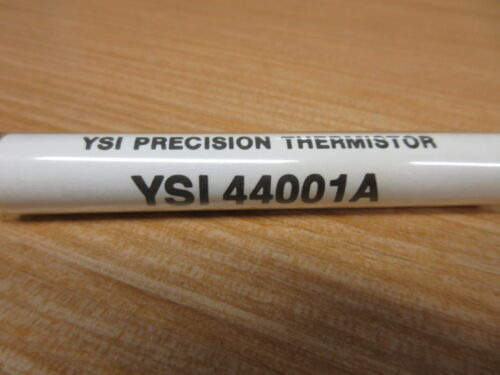 YSI PRECISION THERMISTOR
YSI 44001A